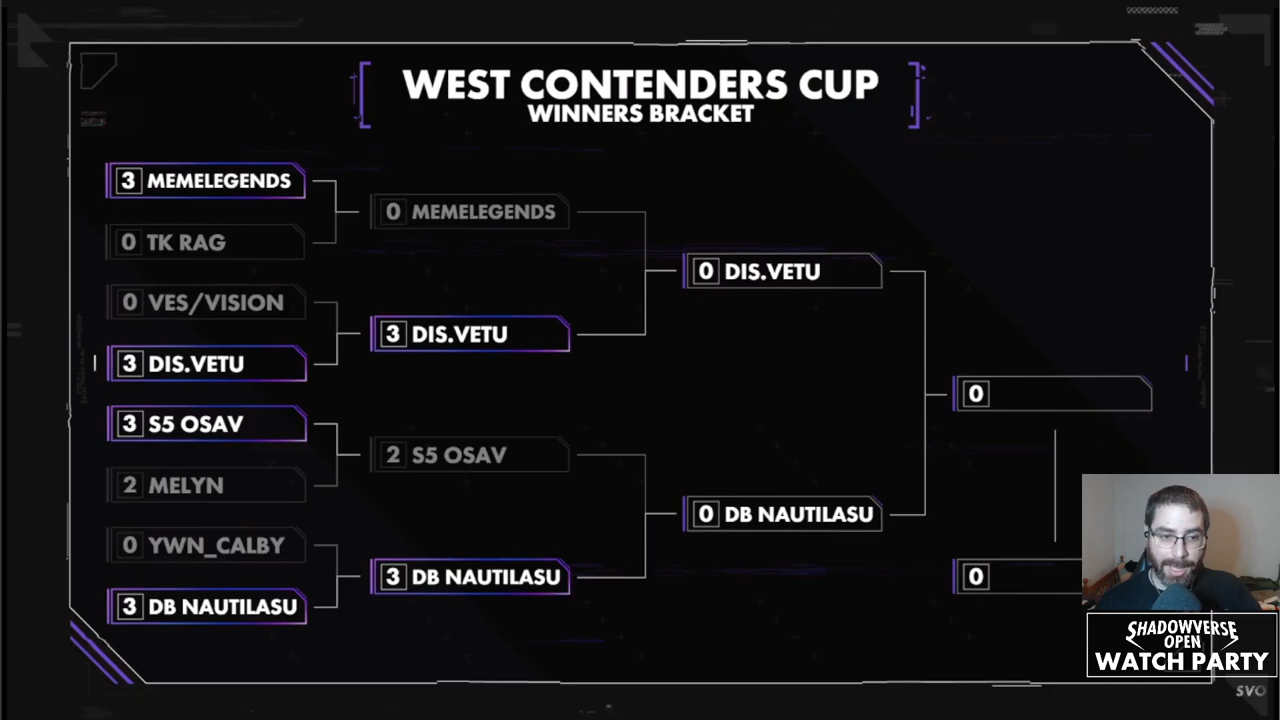 WEST CONTENDERS CUP
WINNERS BRACKET
3 MEMELEGENDS
0 TK RAG
0 VES/VISION
3 DIS.VETU
3 S5 OSAV
2 MELYN
0 YWN_CALBY
3 DB NAUTILASU
0 MEMELEGENDS
3 DIS.VETU
2 S5 OSAV
3 DB NAUTILASU
0 DIS.VETU
0 DB NAUTILASU
0
0
SHADOWVERSE
OPEN
WATCH PARTY
SVO